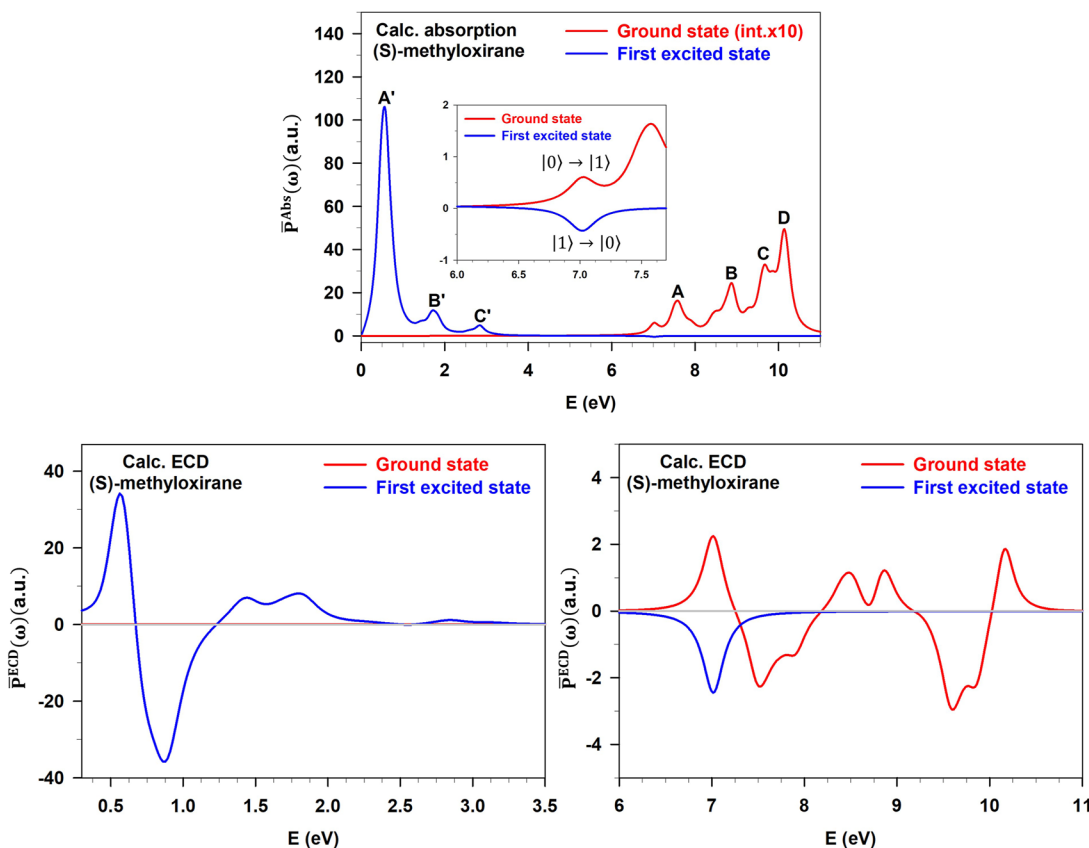 Calc. absorption
(S)-methyloxirane
Ground state (int.x10)
First excited state
P̅ᴬᵇˢ(ω)(a.u.)
140
120
100
80
60
40
20
0
A'
B'
C'
A
B
C
D
Ground state
First excited state
|0⟩ → |1⟩
|1⟩ → |0⟩
2
1
0
-1
6.0 6.5 7.0 7.5
0 2 4 6 8 10
E (eV)
Calc. ECD
(S)-methyloxirane
Ground state
First excited state
P̅ᴱᶜᴰ(ω)(a.u.)
40
20
0
-20
-40
0.5 1.0 1.5 2.0 2.5 3.0 3.5
E (eV)
Calc. ECD
(S)-methyloxirane
Ground state
First excited state
P̅ᴱᶜᴰ(ω)(a.u.)
4
2
0
-2
-4
6 7 8 9 10 11
E (eV)